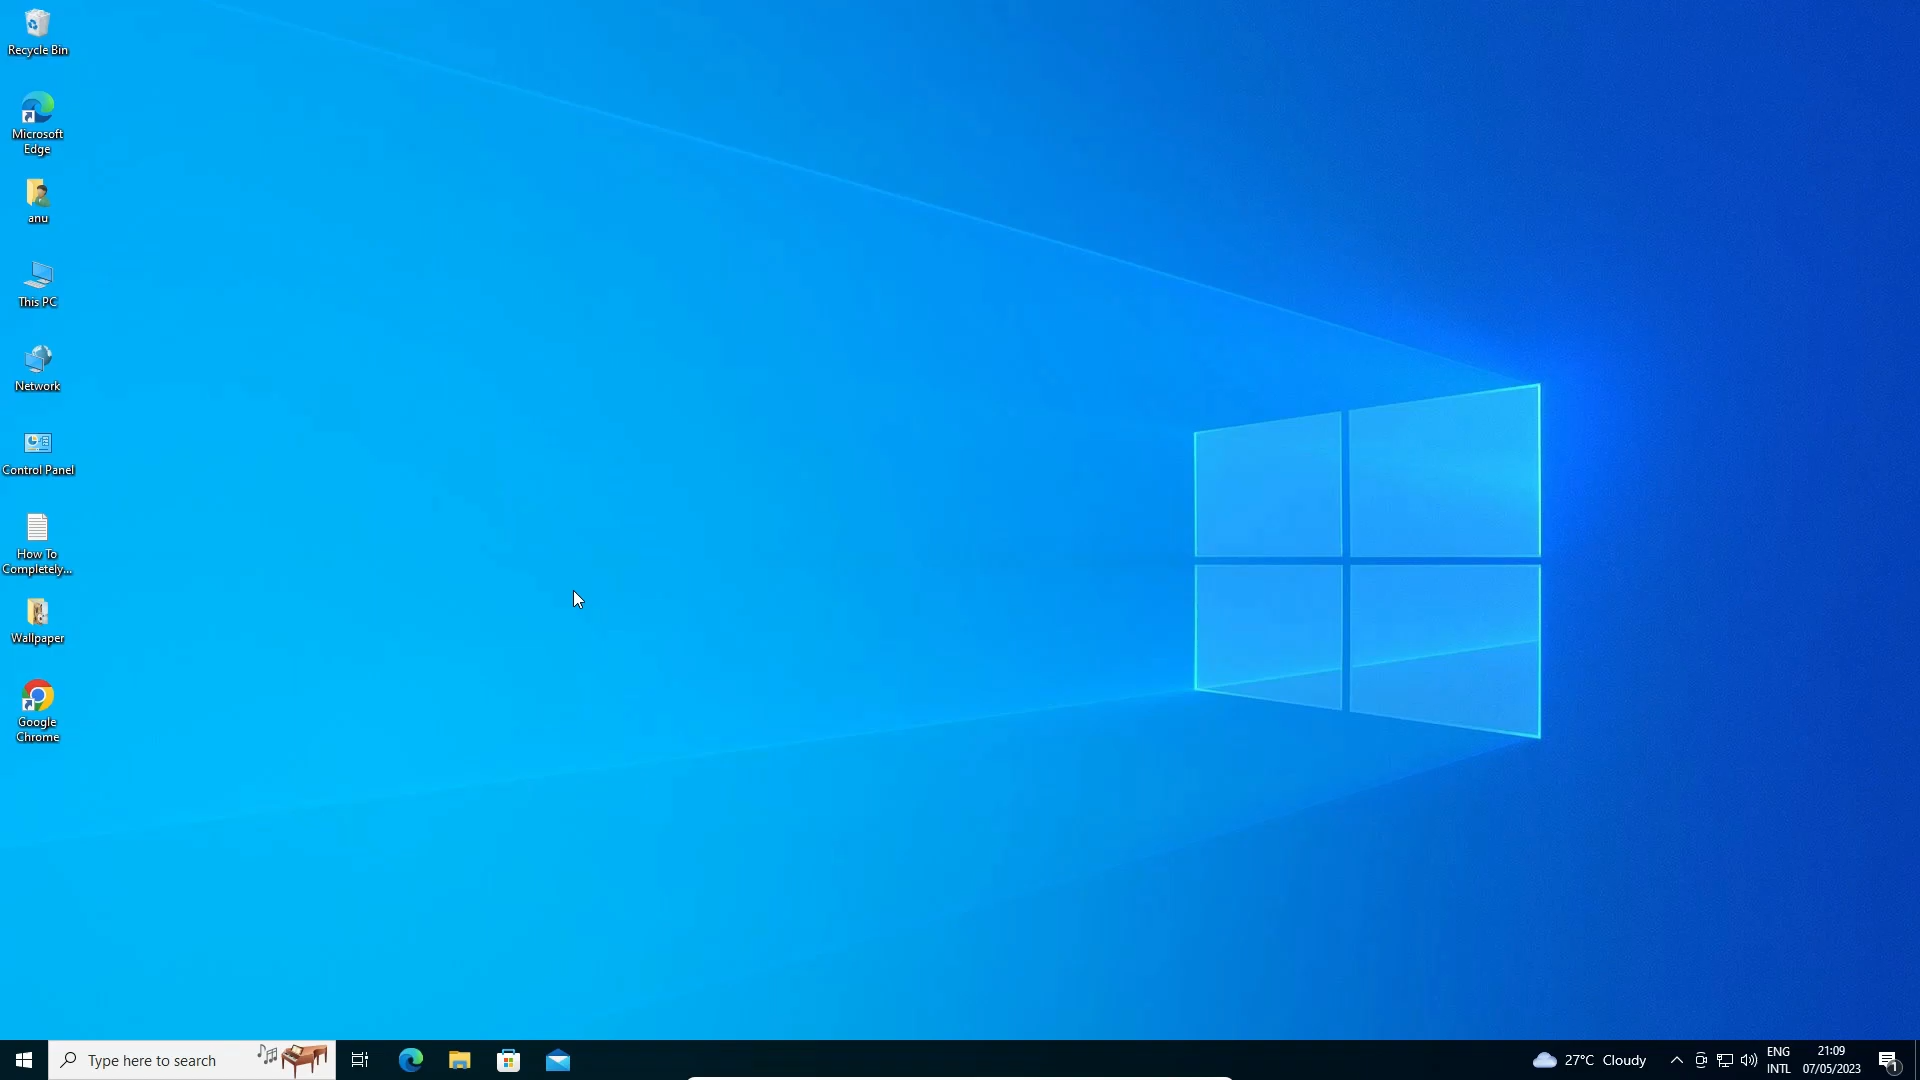 Recycle Bin
Microsoft
Edge
anu
This PC
Network
Control Panel
How To
Completely...
Wallpaper
Google
Chrome
Type here to search
27°C Cloudy
ENG
INTL
21:09
07/05/2023
1